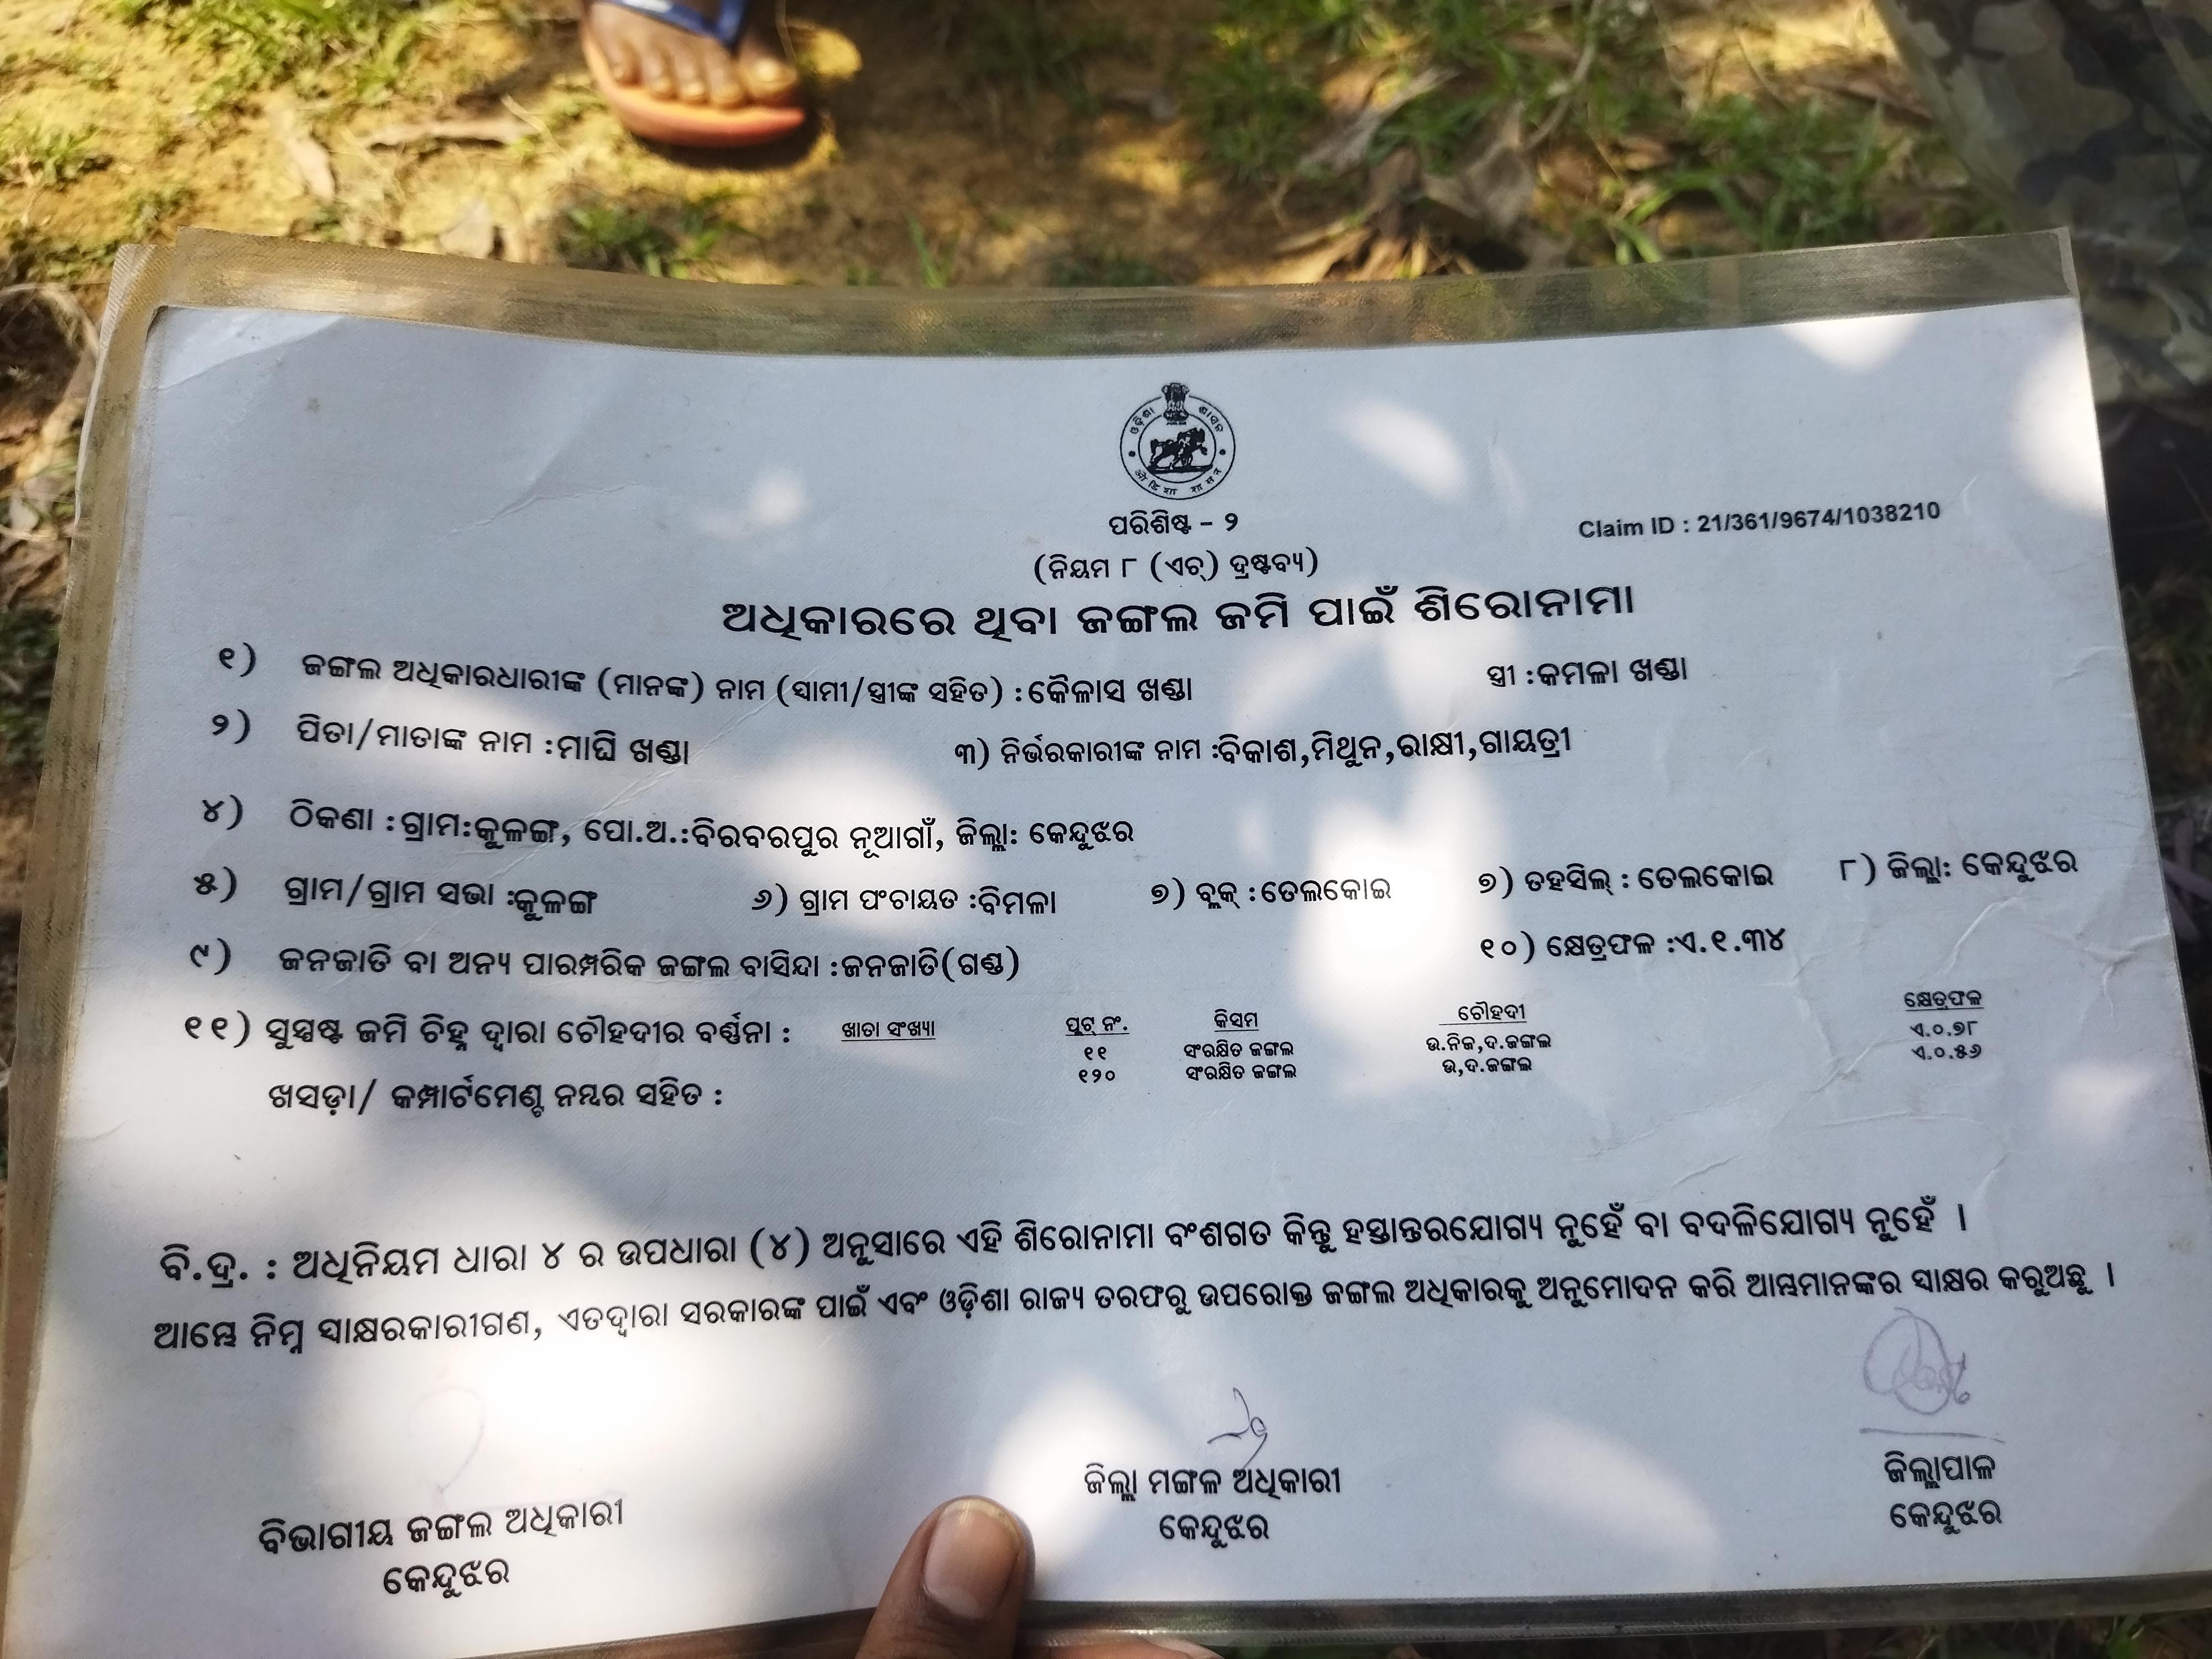 ଓଡ଼ିଶା ଶାସନ
ओडिशा शासन
ପରିଶିଷ୍ଟ - ୨
Claim ID : 21/361/9674/1038210
(ନିୟମ ୮ (ଏଚ୍) ଦ୍ରଷ୍ଟବ୍ୟ)
ଅଧିକାରରେ ଥିବା ଜଙ୍ଗଲ ଜମି ପାଇଁ ଶିରୋନାମା
୧) ଜଙ୍ଗଲ ଅଧିକାରଧାରୀଙ୍କ (ମାନଙ୍କ) ନାମ (ସ୍ୱାମୀ/ସ୍ତ୍ରୀଙ୍କ ସହିତ) : କୈଳାସ ଖଣ୍ଡା ସ୍ତ୍ରୀ : କମଳା ଖଣ୍ଡା
୨) ପିତା/ମାତାଙ୍କ ନାମ : ମାଘି ଖଣ୍ଡା ୩) ନିର୍ଭରକାରୀଙ୍କ ନାମ : ବିକାଶ, ମିଥୁନ, ରାକ୍ଷୀ, ଗାୟତ୍ରୀ
୪) ଠିକଣା : ଗ୍ରାମ: କୁଳଙ୍ଗ, ପୋ.ଅ.: ବିରବରପୁର ନୂଆଗାଁ, ଜିଲ୍ଲା: କେନ୍ଦୁଝର
୫) ଗ୍ରାମ/ଗ୍ରାମ ସଭା : କୁଳଙ୍ଗ ୬) ଗ୍ରାମ ପଂଚାୟତ : ବିମଳା ୭) ବ୍ଲକ୍ : ତେଲକୋଇ ୭) ତହସିଲ୍ : ତେଲକୋଇ ୮) ଜିଲ୍ଲା: କେନ୍ଦୁଝର
୯) ଜନଜାତି ବା ଅନ୍ୟ ପାରମ୍ପରିକ ଜଙ୍ଗଲ ବାସିନ୍ଦା : ଜନଜାତି(ଗଣ୍ଡ) ୧୦) କ୍ଷେତ୍ରଫଳ : ଏ.୧.୩୪
୧୧) ସୁସ୍ପଷ୍ଟ ଜମି ଚିହ୍ନ ଦ୍ୱାରା ଚୌହଦୀର ବର୍ଣ୍ଣନା : ଖାତା ସଂଖ୍ୟା ପ୍ଲଟ୍ ନଂ. କିସମ ଚୌହଦୀ କ୍ଷେତ୍ରଫଳ
୧୧ ସଂରକ୍ଷିତ ଜଙ୍ଗଲ ଉ.ନିଜ,ଦ.ଜଙ୍ଗଲ ଏ.୦.୭୮
୧୨୦ ସଂରକ୍ଷିତ ଜଙ୍ଗଲ ଉ,ଦ.ଜଙ୍ଗଲ ଏ.୦.୫୬
ଖସଡ଼ା/ କମ୍ପାର୍ଟମେଣ୍ଟ ନମ୍ବର ସହିତ :
ବି.ଦ୍ର. : ଅଧିନିୟମ ଧାରା ୪ ର ଉପଧାରା (୪) ଅନୁସାରେ ଏହି ଶିରୋନାମା ବଂଶଗତ କିନ୍ତୁ ହସ୍ତାନ୍ତରଯୋଗ୍ୟ ନୁହେଁ ବା ବଦଳିଯୋଗ୍ୟ ନୁହେଁ ।
ଆମ୍ଭେ ନିମ୍ନ ସ୍ୱାକ୍ଷରକାରୀଗଣ, ଏତଦ୍ୱାରା ସରକାରଙ୍କ ପାଇଁ ଏବଂ ଓଡ଼ିଶା ରାଜ୍ୟ ତରଫରୁ ଉପରୋକ୍ତ ଜଙ୍ଗଲ ଅଧିକାରକୁ ଅନୁମୋଦନ କରି ଆମ୍ଭମାନଙ୍କର ସ୍ୱାକ୍ଷର କରୁଅଛୁ ।
ବିଭାଗୀୟ ଜଙ୍ଗଲ ଅଧିକାରୀ
କେନ୍ଦୁଝର
ଜିଲ୍ଲା ମଙ୍ଗଳ ଅଧିକାରୀ
କେନ୍ଦୁଝର
ଜିଲ୍ଲାପାଳ
କେନ୍ଦୁଝର